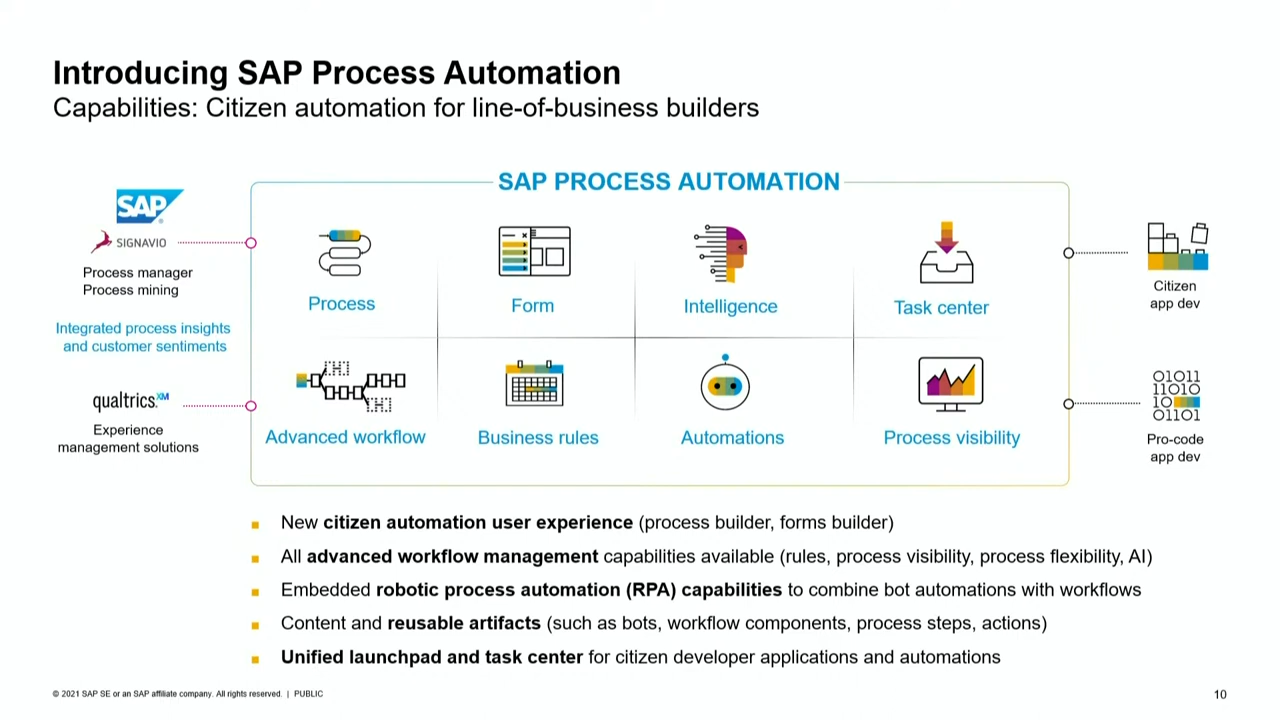 Introducing SAP Process Automation
Capabilities: Citizen automation for line-of-business builders
SAP PROCESS AUTOMATION
SAP®
SIGNAVIO
Process manager
Process mining
Integrated process insights
and customer sentiments
qualtrics.XM
Experience
management solutions
Process
Form
Intelligence
Task center
Advanced workflow
Business rules
Automations
Process visibility
Citizen
app dev
01011
11010
10
01101
Pro-code
app dev
■ New citizen automation user experience (process builder, forms builder)
■ All advanced workflow management capabilities available (rules, process visibility, process flexibility, AI)
■ Embedded robotic process automation (RPA) capabilities to combine bot automations with workflows
■ Content and reusable artifacts (such as bots, workflow components, process steps, actions)
■ Unified launchpad and task center for citizen developer applications and automations
© 2021 SAP SE or an SAP affiliate company. All rights reserved. | PUBLIC
10